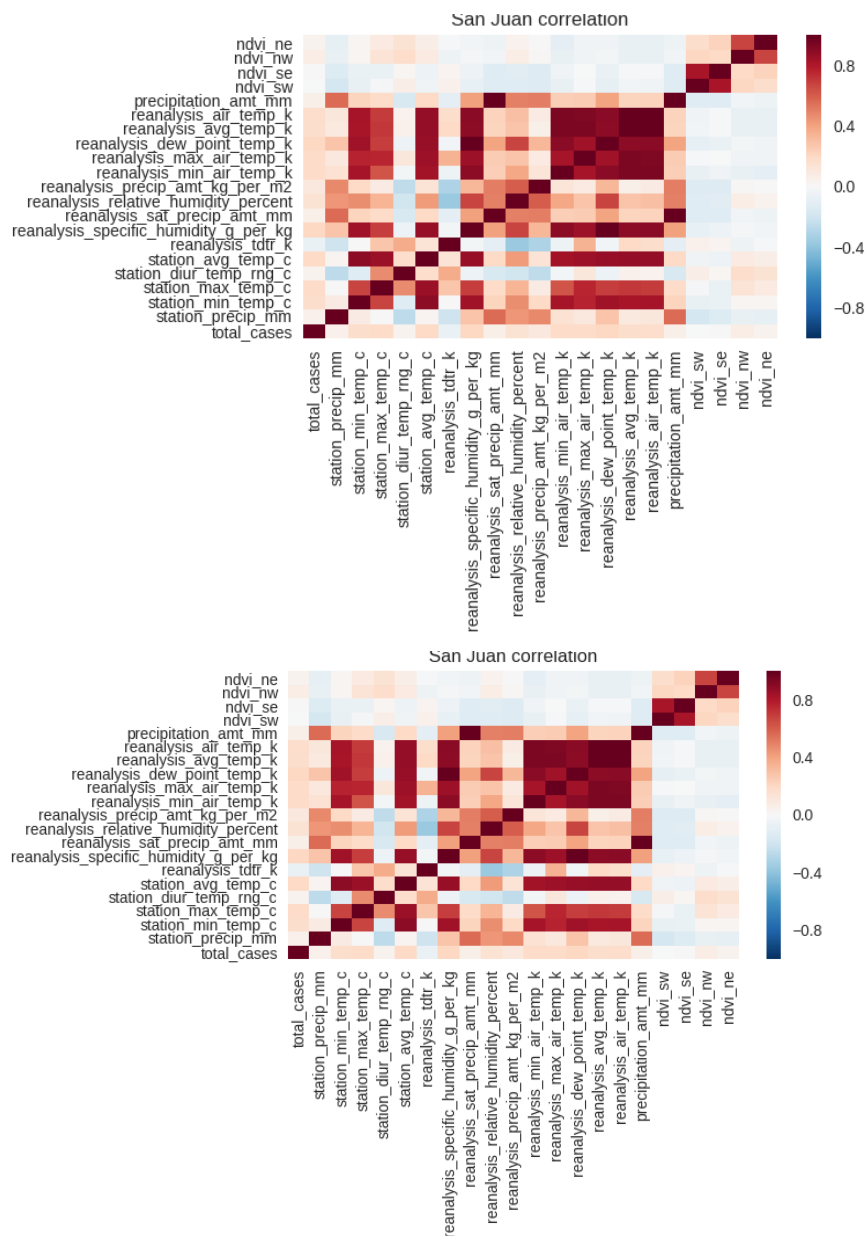 San Juan correlation
ndvi_ne
ndvi_nw
ndvi_se
ndvi_sw
precipitation_amt_mm
reanalysis_air_temp_k
reanalysis_avg_temp_k
reanalysis_dew_point_temp_k
reanalysis_max_air_temp_k
reanalysis_min_air_temp_k
reanalysis_precip_amt_kg_per_m2
reanalysis_relative_humidity_percent
reanalysis_sat_precip_amt_mm
reanalysis_specific_humidity_g_per_kg
reanalysis_tdtr_k
station_avg_temp_c
station_diur_temp_rng_c
station_max_temp_c
station_min_temp_c
station_precip_mm
total_cases
0.8
0.4
0.0
−0.4
−0.8
total_cases
station_precip_mm
station_min_temp_c
station_max_temp_c
station_diur_temp_rng_c
station_avg_temp_c
reanalysis_tdtr_k
reanalysis_specific_humidity_g_per_kg
reanalysis_sat_precip_amt_mm
reanalysis_relative_humidity_percent
reanalysis_precip_amt_kg_per_m2
reanalysis_min_air_temp_k
reanalysis_max_air_temp_k
reanalysis_dew_point_temp_k
reanalysis_avg_temp_k
reanalysis_air_temp_k
precipitation_amt_mm
ndvi_sw
ndvi_se
ndvi_nw
ndvi_ne
San Juan correlation
ndvi_ne
ndvi_nw
ndvi_se
ndvi_sw
precipitation_amt_mm
reanalysis_air_temp_k
reanalysis_avg_temp_k
reanalysis_dew_point_temp_k
reanalysis_max_air_temp_k
reanalysis_min_air_temp_k
reanalysis_precip_amt_kg_per_m2
reanalysis_relative_humidity_percent
reanalysis_sat_precip_amt_mm
reanalysis_specific_humidity_g_per_kg
reanalysis_tdtr_k
station_avg_temp_c
station_diur_temp_rng_c
station_max_temp_c
station_min_temp_c
station_precip_mm
total_cases
0.8
0.4
0.0
−0.4
−0.8
total_cases
station_precip_mm
station_min_temp_c
station_max_temp_c
station_diur_temp_rng_c
station_avg_temp_c
reanalysis_tdtr_k
reanalysis_specific_humidity_g_per_kg
reanalysis_sat_precip_amt_mm
reanalysis_relative_humidity_percent
reanalysis_precip_amt_kg_per_m2
reanalysis_min_air_temp_k
reanalysis_max_air_temp_k
reanalysis_dew_point_temp_k
reanalysis_avg_temp_k
reanalysis_air_temp_k
precipitation_amt_mm
ndvi_sw
ndvi_se
ndvi_nw
ndvi_ne